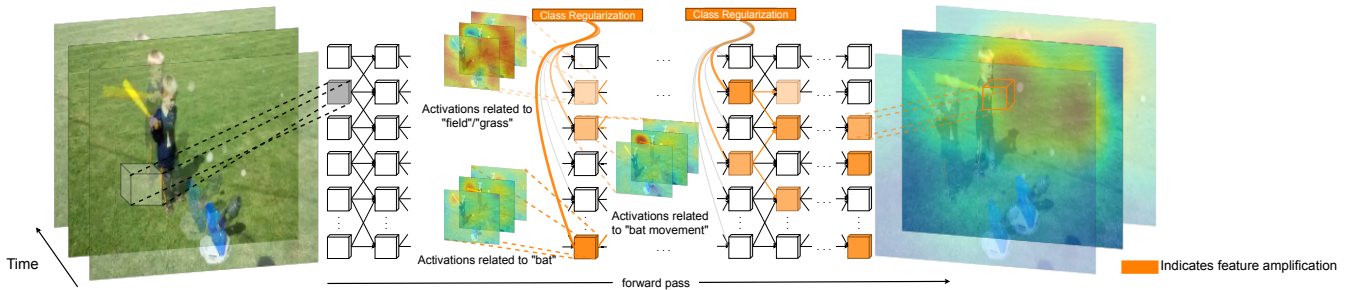 Class Regularization
Class Regularization
Activations related to
"field"/"grass"
Activations related
to "bat movement"
Activations related to "bat"
Time
forward pass
Indicates feature amplification